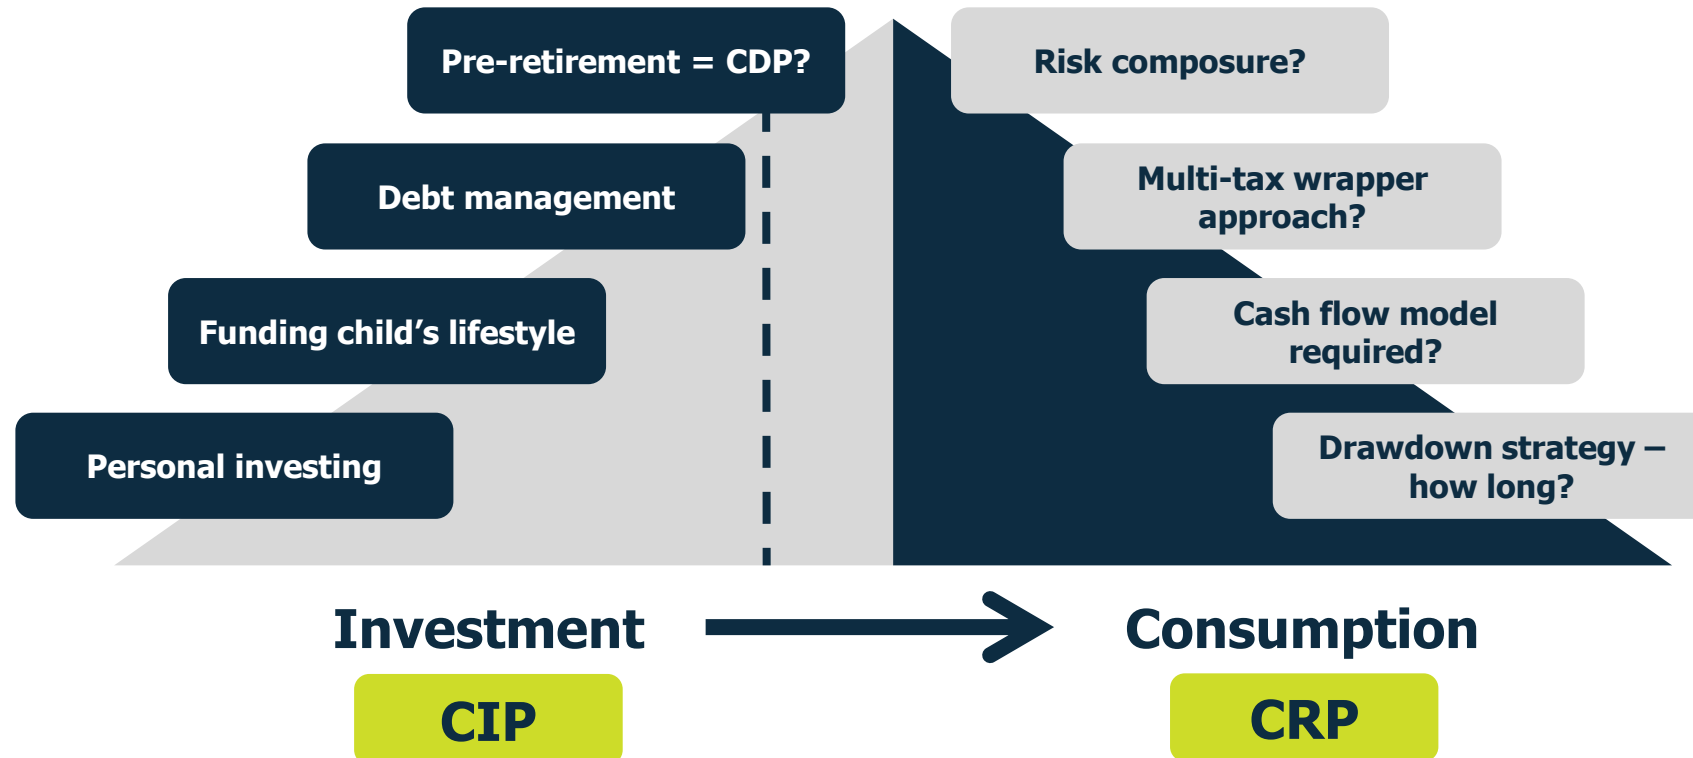 Pre-retirement = CDP?
Risk composure?
Debt management
Multi-tax wrapper
approach?
Funding child’s lifestyle
Cash flow model
required?
Personal investing
Drawdown strategy –
how long?
Investment
Consumption
CIP
CRP